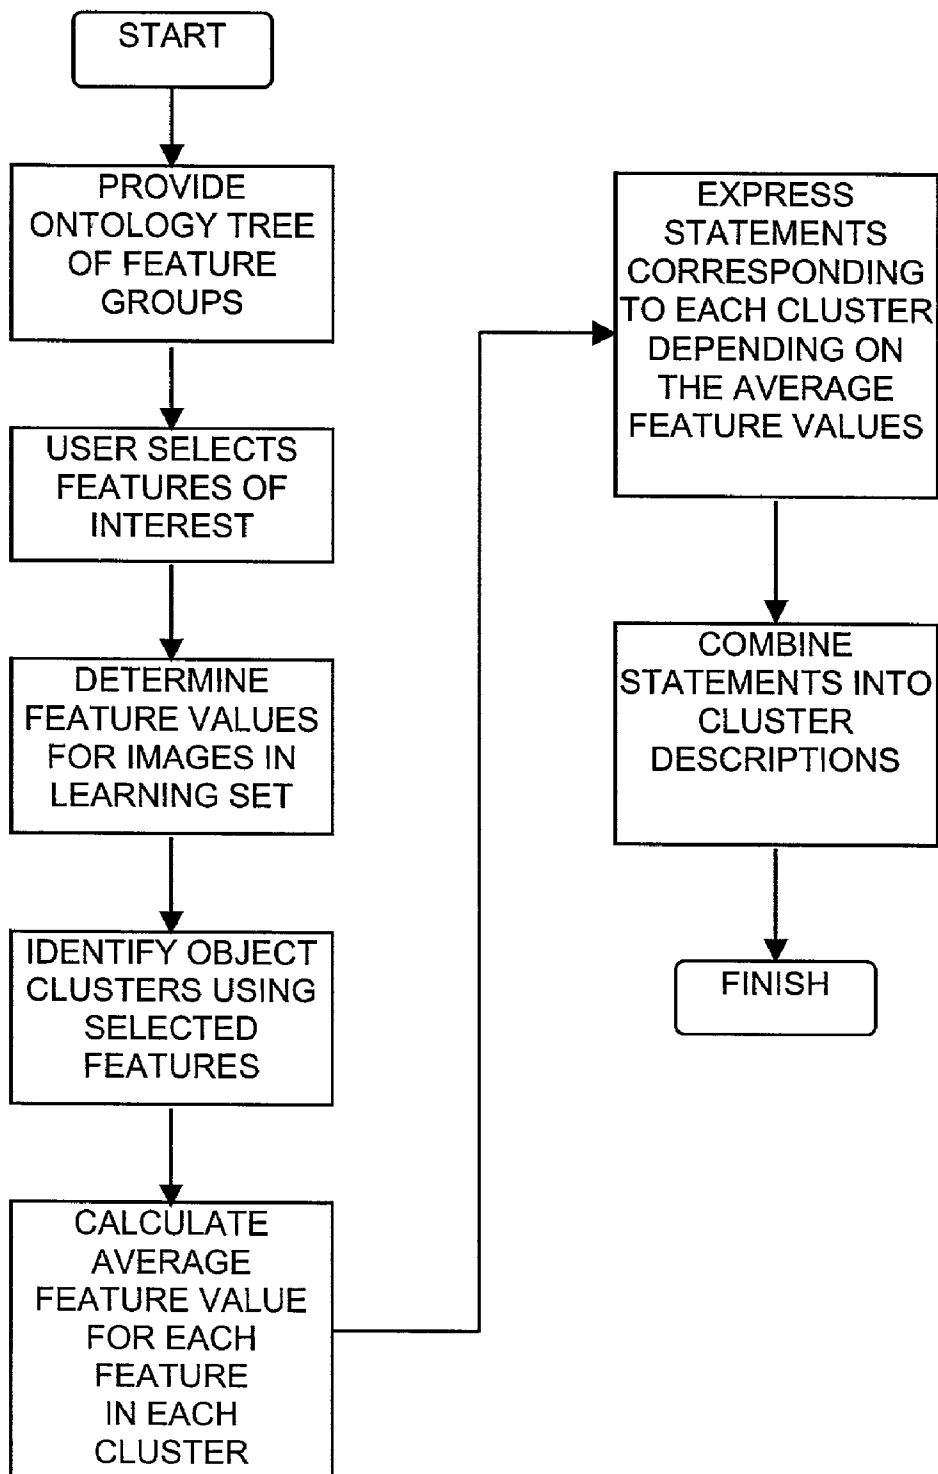 START
PROVIDE
ONTOLOGY TREE
OF FEATURE
GROUPS
USER SELECTS
FEATURES OF
INTEREST
DETERMINE
FEATURE VALUES
FOR IMAGES IN
LEARNING SET
IDENTIFY OBJECT
CLUSTERS USING
SELECTED
FEATURES
CALCULATE
AVERAGE
FEATURE VALUE
FOR EACH
FEATURE
IN EACH
CLUSTER
EXPRESS
STATEMENTS
CORRESPONDING
TO EACH CLUSTER
DEPENDING ON
THE AVERAGE
FEATURE VALUES
COMBINE
STATEMENTS INTO
CLUSTER
DESCRIPTIONS
FINISH